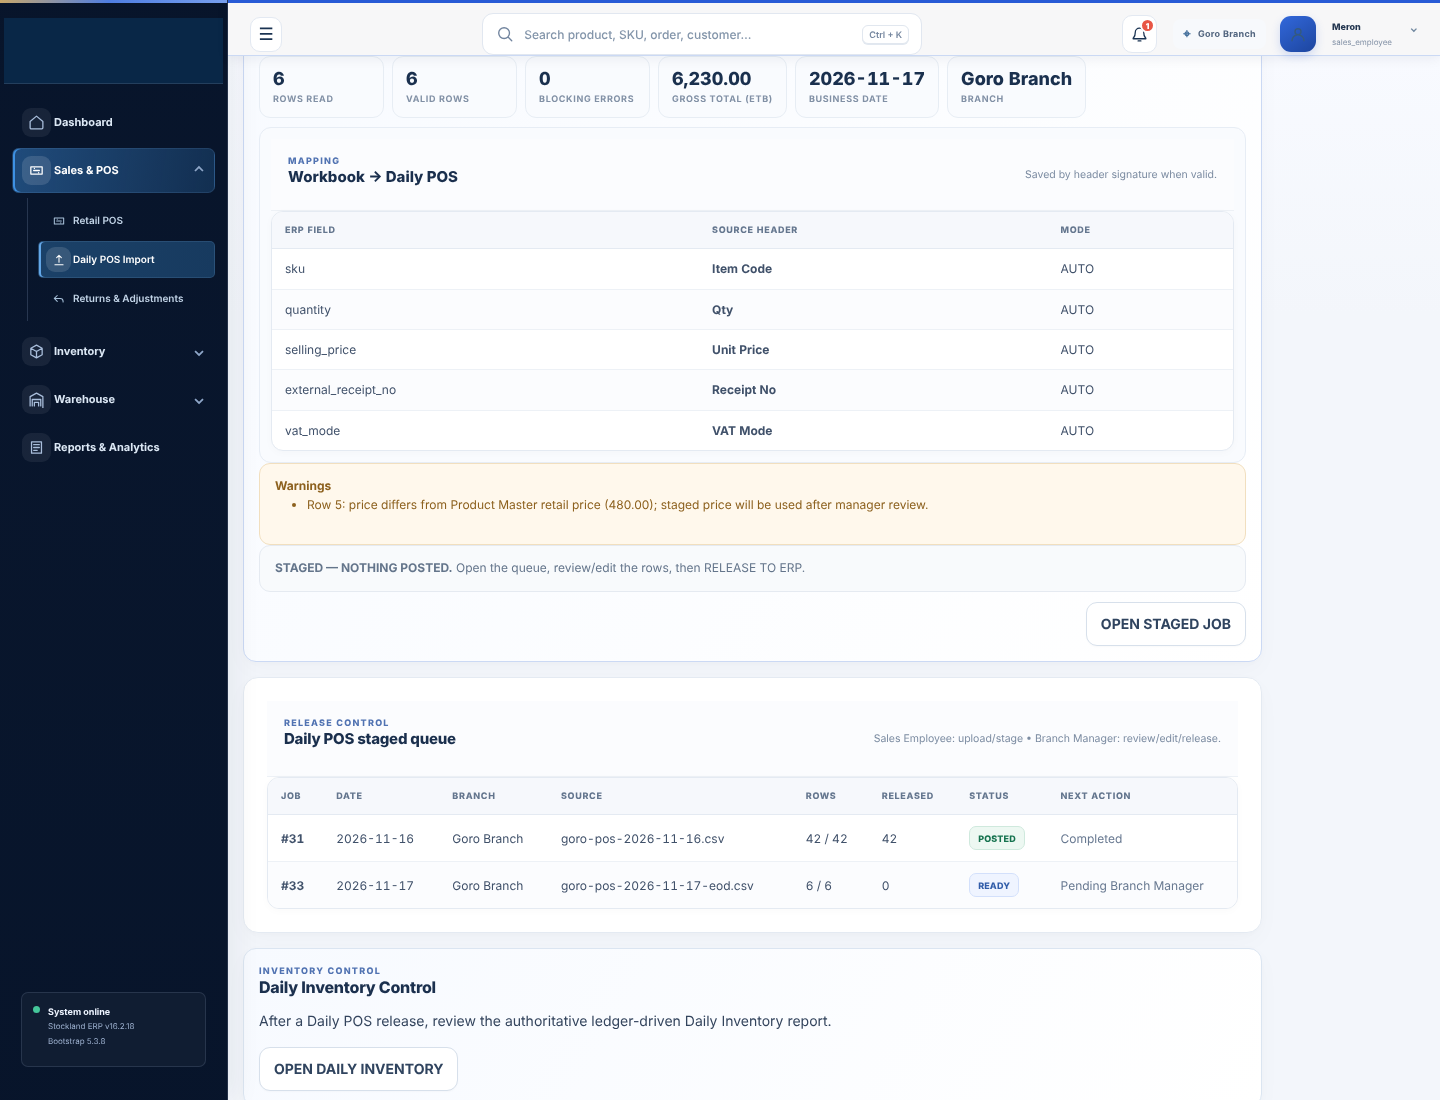 Search product, SKU, order, customer...
Ctrl + K
1
Goro Branch
Meron
sales_employee
Dashboard
Sales & POS
Retail POS
Daily POS Import
Returns & Adjustments
Inventory
Warehouse
Reports & Analytics
System online
Stockland ERP v16.2.18
Bootstrap 5.3.8
6
ROWS READ
6
VALID ROWS
0
BLOCKING ERRORS
6,230.00
GROSS TOTAL (ETB)
2026-11-17
BUSINESS DATE
Goro Branch
BRANCH
MAPPING
Workbook → Daily POS
Saved by header signature when valid.
ERP FIELD SOURCE HEADER MODE
sku Item Code AUTO
quantity Qty AUTO
selling_price Unit Price AUTO
external_receipt_no Receipt No AUTO
vat_mode VAT Mode AUTO
Warnings
• Row 5: price differs from Product Master retail price (480.00); staged price will be used after manager review.
STAGED — NOTHING POSTED. Open the queue, review/edit the rows, then RELEASE TO ERP.
OPEN STAGED JOB
RELEASE CONTROL
Daily POS staged queue
Sales Employee: upload/stage • Branch Manager: review/edit/release.
JOB DATE BRANCH SOURCE ROWS RELEASED STATUS NEXT ACTION
#31 2026-11-16 Goro Branch goro-pos-2026-11-16.csv 42 / 42 42 POSTED Completed
#33 2026-11-17 Goro Branch goro-pos-2026-11-17-eod.csv 6 / 6 0 READY Pending Branch Manager
INVENTORY CONTROL
Daily Inventory Control
After a Daily POS release, review the authoritative ledger-driven Daily Inventory report.
OPEN DAILY INVENTORY